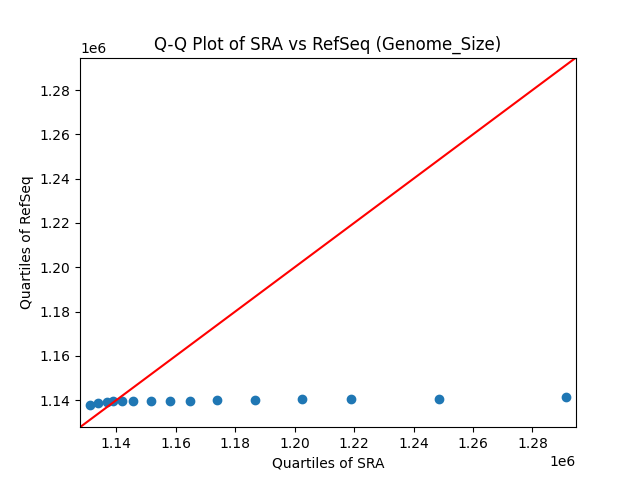 Q-Q Plot of SRA vs RefSeq (Genome_Size)
1e6
1.28
1.26
1.24
1.22
1.20
1.18
1.16
1.14
Quartiles of RefSeq
1.14 1.16 1.18 1.20 1.22 1.24 1.26 1.28
Quartiles of SRA
1e6